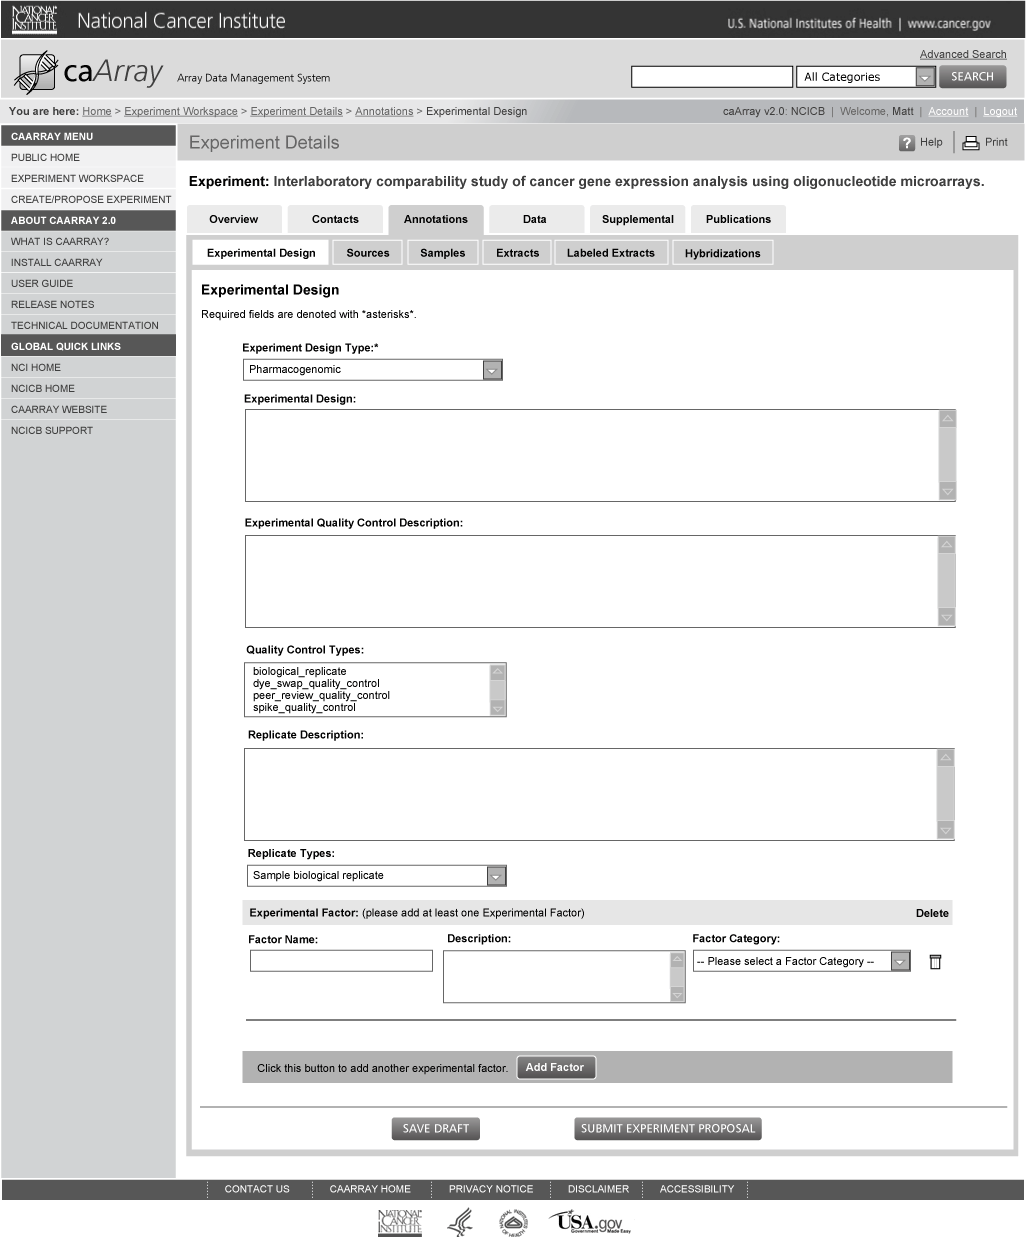 NATIONAL CANCER INSTITUTE National Cancer Institute
U.S. National Institutes of Health | www.cancer.gov
Advanced Search
caArray Array Data Management System
All Categories SEARCH
You are here: Home > Experiment Workspace > Experiment Details > Annotations > Experimental Design
caArray v2.0: NCICB | Welcome, Matt | Account | Logout
CAARRAY MENU
PUBLIC HOME
EXPERIMENT WORKSPACE
CREATE/PROPOSE EXPERIMENT
ABOUT CAARRAY 2.0
WHAT IS CAARRAY?
INSTALL CAARRAY
USER GUIDE
RELEASE NOTES
TECHNICAL DOCUMENTATION
GLOBAL QUICK LINKS
NCI HOME
NCICB HOME
CAARRAY WEBSITE
NCICB SUPPORT
Experiment Details
? Help | Print
Experiment: Interlaboratory comparability study of cancer gene expression analysis using oligonucleotide microarrays.
Overview Contacts Annotations Data Supplemental Publications
Experimental Design Sources Samples Extracts Labeled Extracts Hybridizations
Experimental Design
Required fields are denoted with *asterisks*.
Experiment Design Type:*
Pharmacogenomic
Experimental Design:
Experimental Quality Control Description:
Quality Control Types:
biological_replicate
dye_swap_quality_control
peer_review_quality_control
spike_quality_control
Replicate Description:
Replicate Types:
Sample biological replicate
Experimental Factor: (please add at least one Experimental Factor) Delete
Factor Name: Description: Factor Category:
-- Please select a Factor Category --
Click this button to add another experimental factor. Add Factor
SAVE DRAFT SUBMIT EXPERIMENT PROPOSAL
CONTACT US CAARRAY HOME PRIVACY NOTICE DISCLAIMER ACCESSIBILITY
NATIONAL CANCER INSTITUTE USA.gov
Government Made Easy